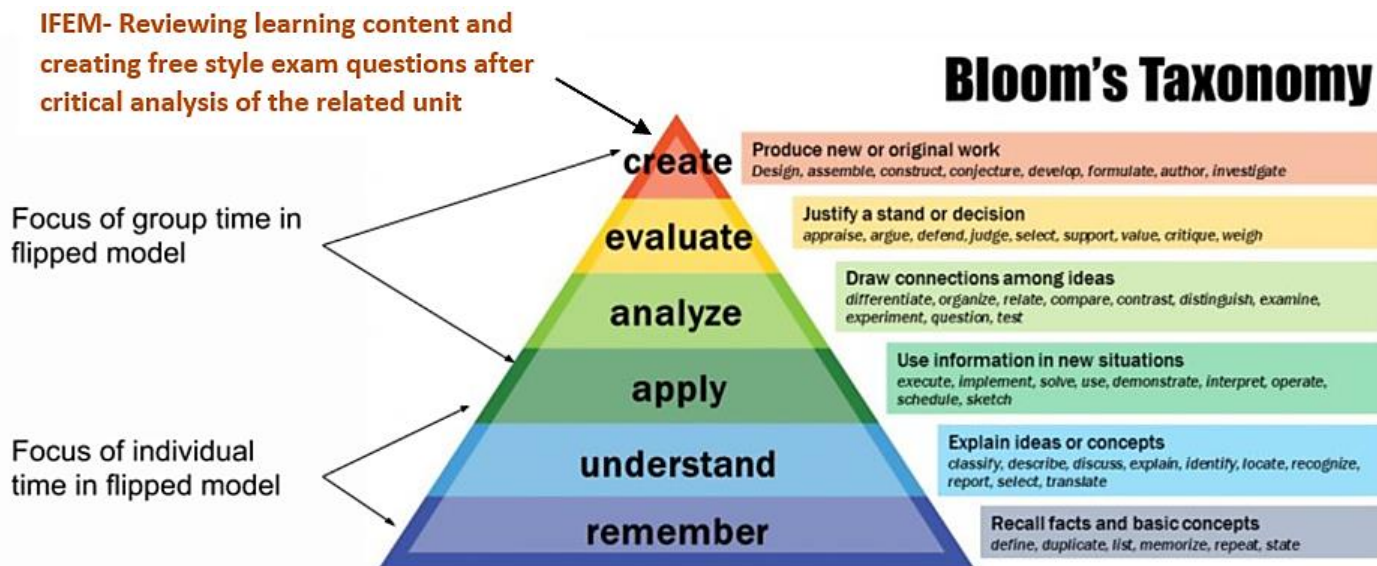 IFEM- Reviewing learning content and
creating free style exam questions after
critical analysis of the related unit
Bloom's Taxonomy
create
Produce new or original work
Design, assemble, construct, conjecture, develop, formulate, author, investigate
Focus of group time in
flipped model
evaluate
Justify a stand or decision
appraise, argue, defend, judge, select, support, value, critique, weigh
analyze
Draw connections among ideas
differentiate, organize, relate, compare, contrast, distinguish, examine,
experiment, question, test
apply
Use information in new situations
execute, implement, solve, use, demonstrate, interpret, operate,
schedule, sketch
Focus of individual
time in flipped model
understand
Explain ideas or concepts
classify, describe, discuss, explain, identify, locate, recognize,
report, select, translate
remember
Recall facts and basic concepts
define, duplicate, list, memorize, repeat, state